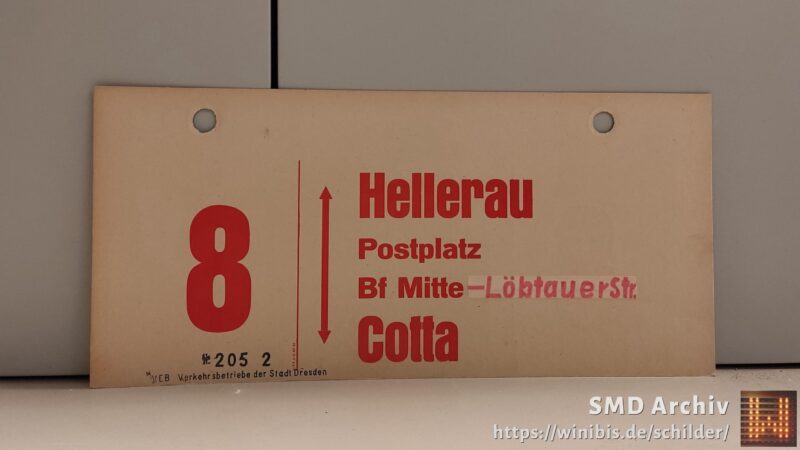 8
Hellerau
Postplatz
Bf Mitte-LöbtauerStr.
Cotta
205 2
VEB Verkehrsbetriebe der Stadt Dresden
SMD Archiv
https://winibis.de/schilder/